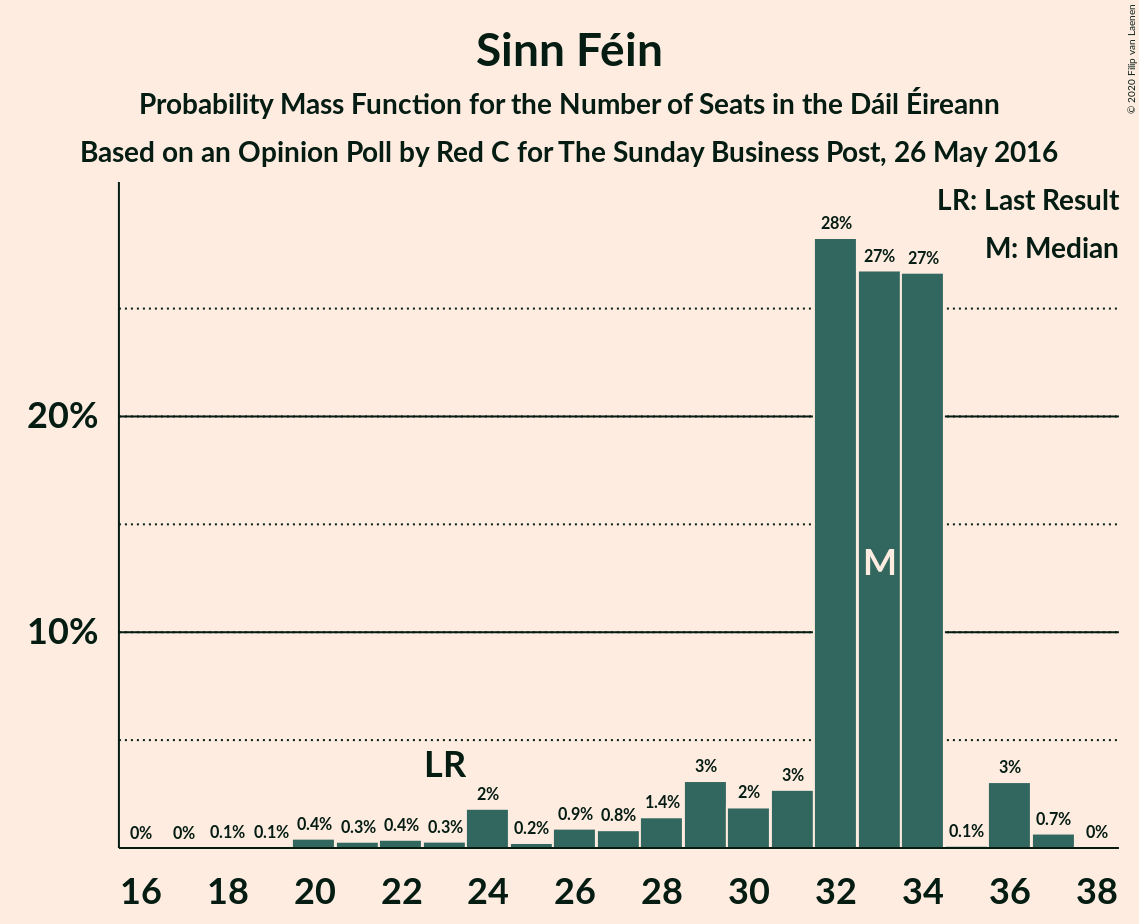 Sinn Féin
Probability Mass Function for the Number of Seats in the Dáil Éireann
Based on an Opinion Poll by Red C for The Sunday Business Post, 26 May 2016
© 2020 Filip van Laenen
LR: Last Result
M: Median
20%
10%
0%
0%
0.1%
0.1%
0.4%
0.3%
0.4%
0.3%
LR
2%
0.2%
0.9%
0.8%
1.4%
3%
2%
3%
28%
27%
M
27%
0.1%
3%
0.7%
0%
16 18 20 22 24 26 28 30 32 34 36 38